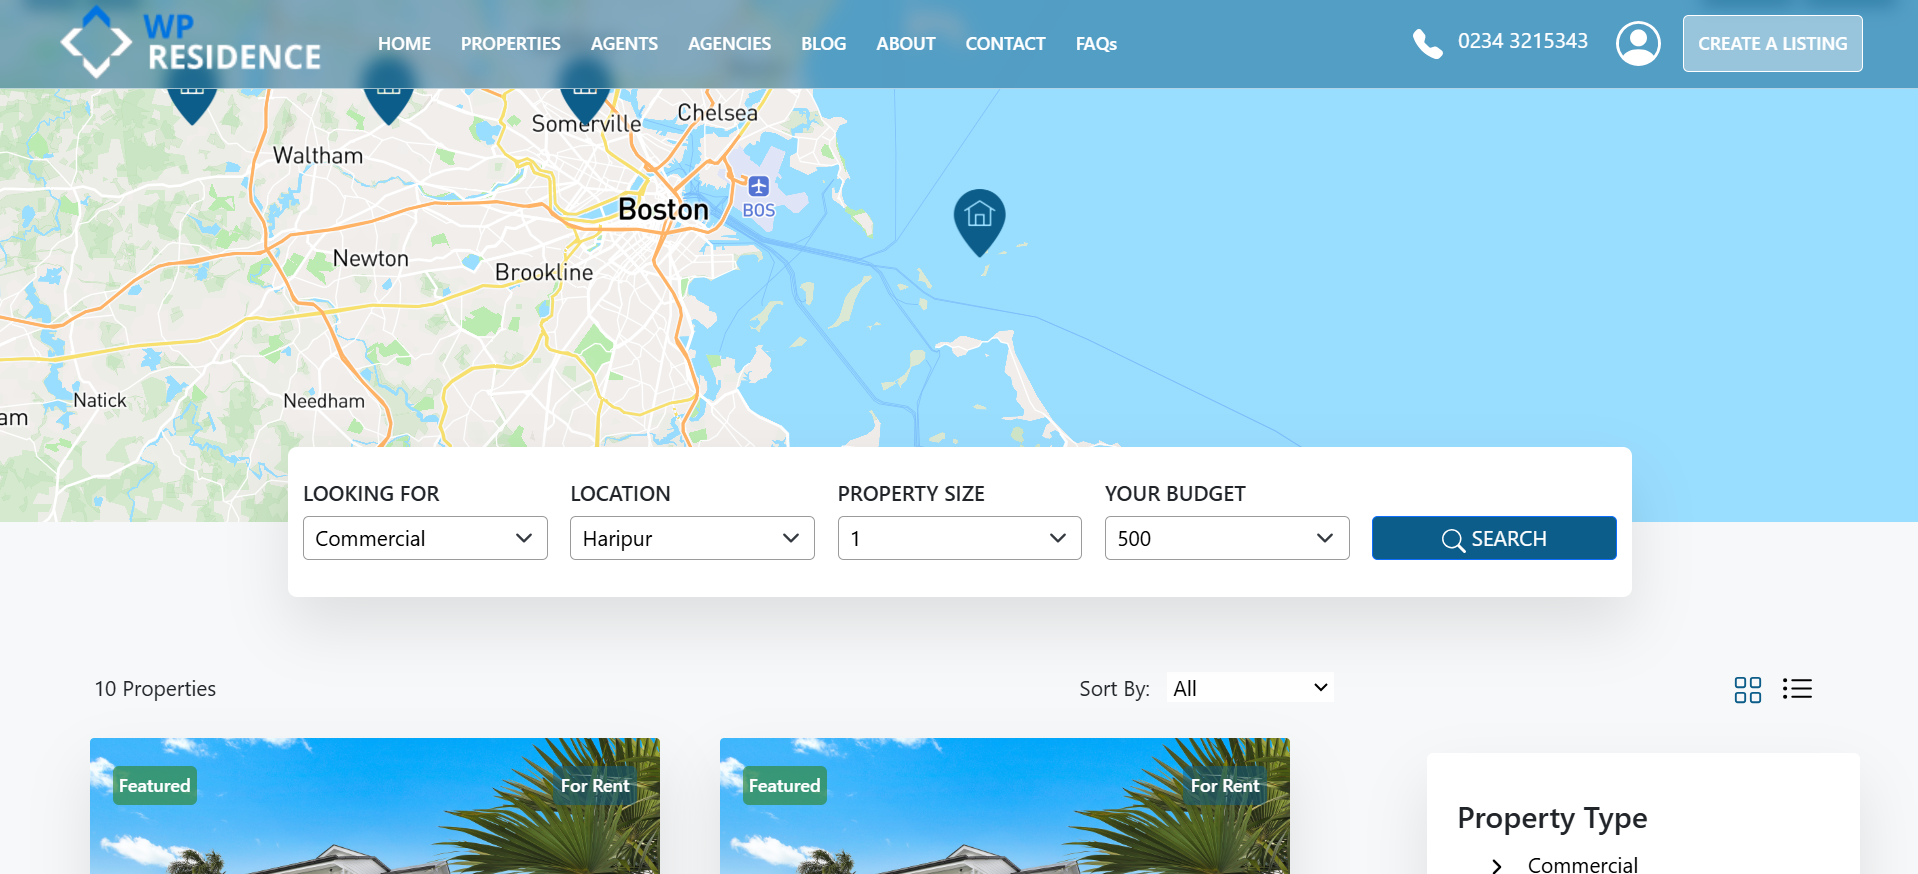 WP
RESIDENCE
HOME PROPERTIES AGENTS AGENCIES BLOG ABOUT CONTACT FAQs
0234 3215343
CREATE A LISTING
Chelsea
Somerville
Waltham
BOS
Boston
Newton
Brookline
Natick
Needham
am
LOOKING FOR LOCATION PROPERTY SIZE YOUR BUDGET
Commercial Haripur 1 500 SEARCH
10 Properties Sort By: All
Featured For Rent Featured For Rent
Property Type
Commercial